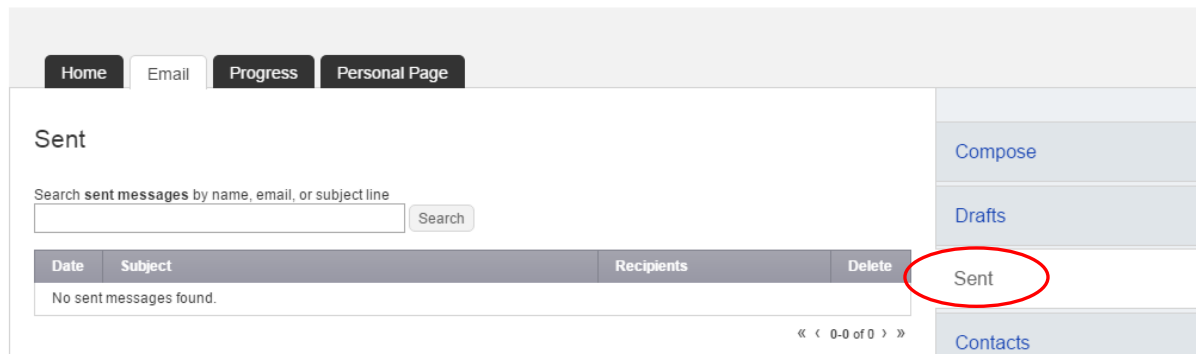 Home Email Progress Personal Page
Sent
Search sent messages by name, email, or subject line
Search
Date Subject Recipients Delete
No sent messages found.
« ‹ 0-0 of 0 › »
Compose
Drafts
Sent
Contacts